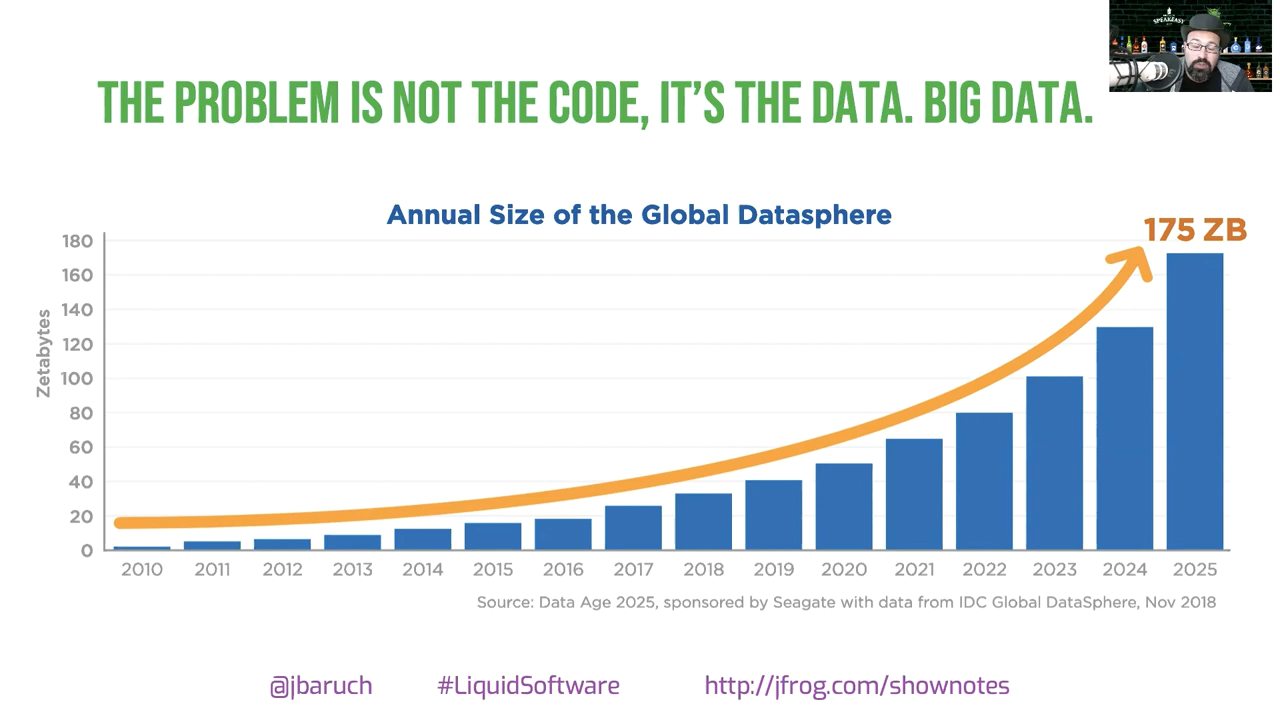 SPEAKEASY
THE PROBLEM IS NOT THE CODE, IT'S THE DATA. BIG DATA.
Annual Size of the Global Datasphere
175 ZB
Zetabytes
180
160
140
120
100
80
60
40
20
0
2010 2011 2012 2013 2014 2015 2016 2017 2018 2019 2020 2021 2022 2023 2024 2025
Source: Data Age 2025, sponsored by Seagate with data from IDC Global DataSphere, Nov 2018
@jbaruch #LiquidSoftware http://jfrog.com/shownotes